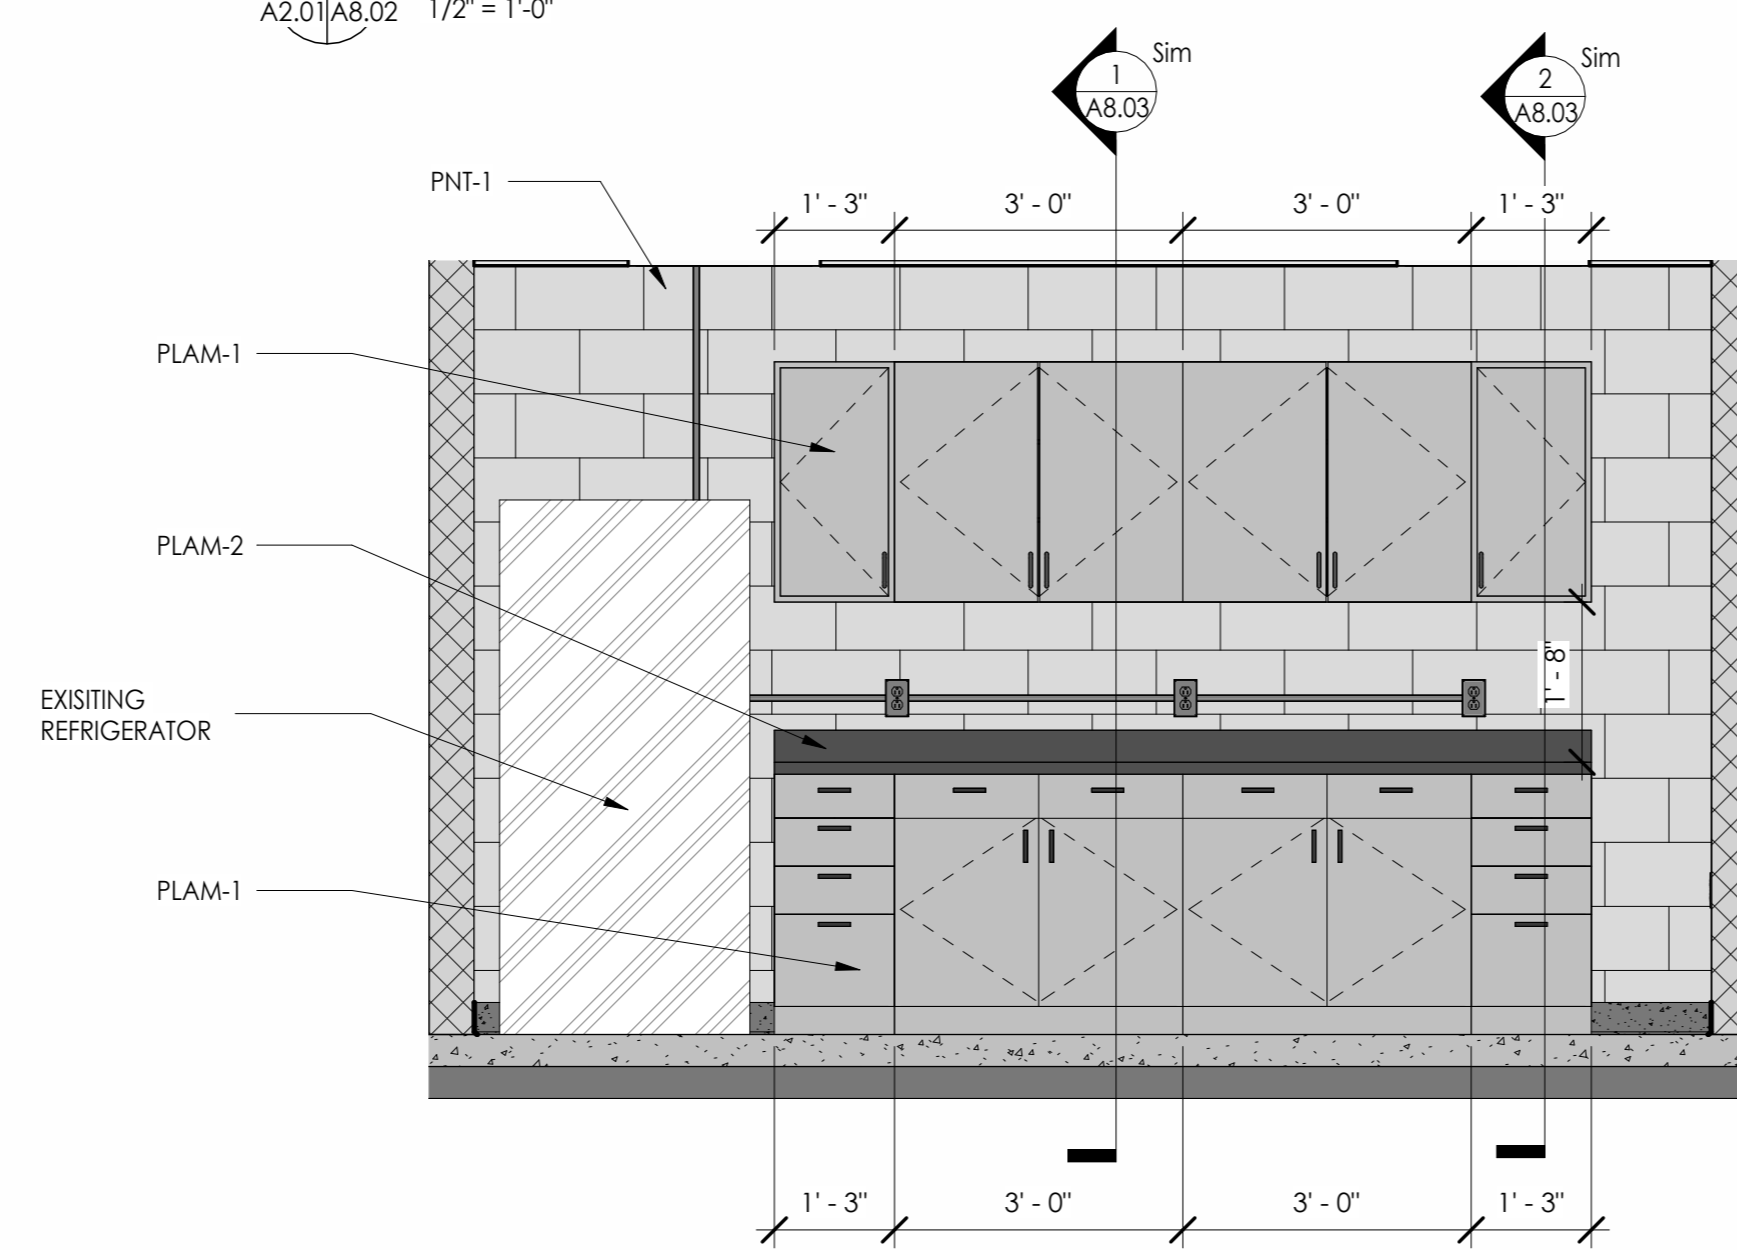 A2.01 A8.02 1/2" = 1'-0"
1 Sim
A8.03
2 Sim
A8.03
PNT-1
1' - 3" 3' - 0" 3' - 0" 1' - 3"
PLAM-1
PLAM-2
1' - 8"
EXISITING
REFRIGERATOR
PLAM-1
1' - 3" 3' - 0" 3' - 0" 1' - 3"